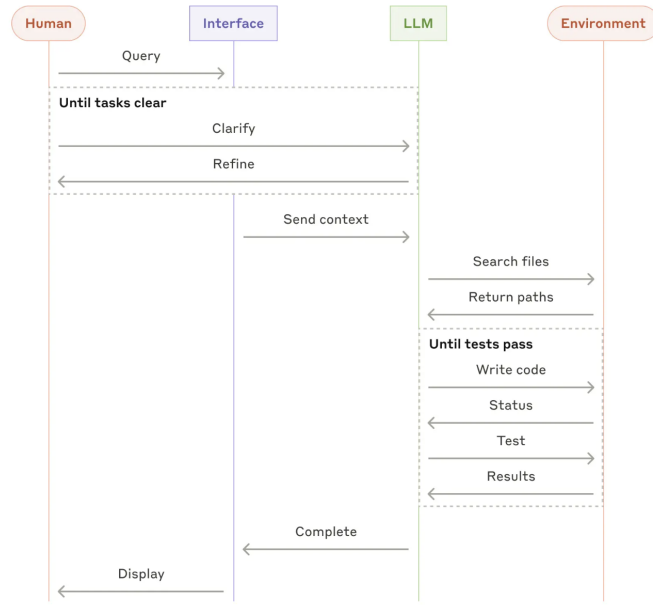 Human
Interface
LLM
Environment
Query
Until tasks clear
Clarify
Refine
Send context
Search files
Return paths
Until tests pass
Write code
Status
Test
Results
Complete
Display